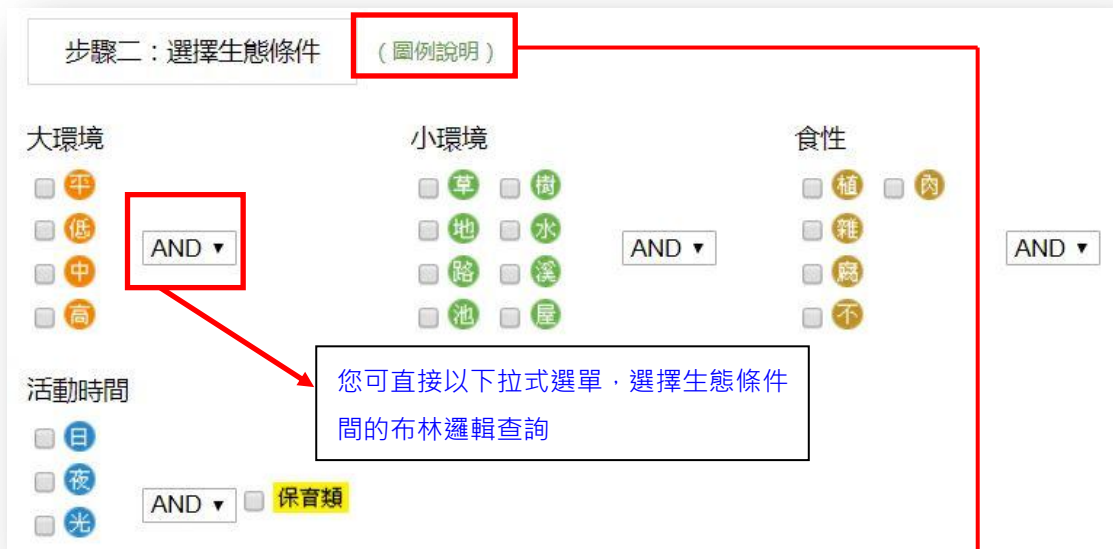 步驟二：選擇生態條件 （圖例說明）
大環境 小環境 食性
平 草 樹 植 肉
低 地 水 雜
AND ▼ AND ▼ AND ▼
中 路 溪 腐
高 池 屋 不
您可直接以下拉式選單，選擇生態條件
間的布林邏輯查詢
活動時間
日
夜
AND ▼ 保育類
光